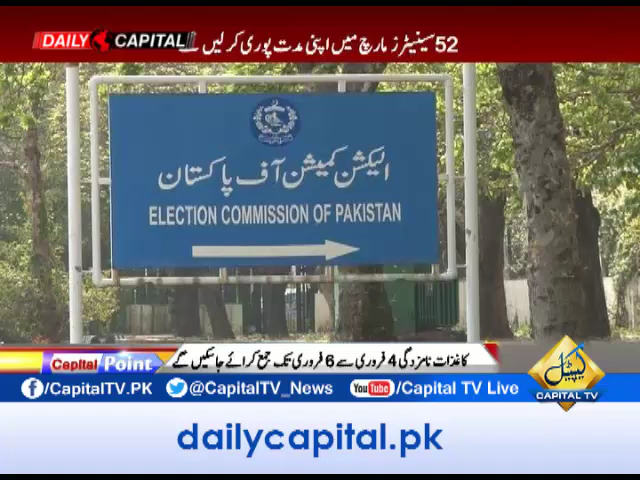 DAILY CAPITAL
52 سینیٹرز مارچ میں اپنی مدت پوری کرلیں گے
الیکشن کمیشن آف پاکستان
ELECTION COMMISSION OF PAKISTAN
Capital Point
کاغذات نامزدگی 4 فروری سے 6 فروری تک جمع کرائے جاسکیں گے
کیپیٹل
CAPITAL TV
/CapitalTV.PK
@CapitalTV_News
YouTube
/Capital TV Live
dailycapital.pk